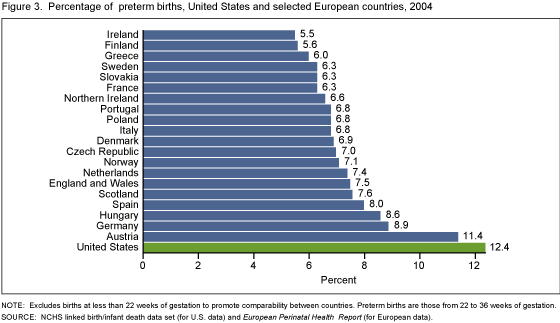 Figure 3.  Percentage of  preterm births, United States and selected European countries, 2004
Ireland 5.5
Finland 5.6
Greece 6.0
Sweden 6.3
Slovakia 6.3
France 6.3
Northern Ireland 6.6
Portugal 6.8
Poland 6.8
Italy 6.8
Denmark 6.9
Czech Republic 7.0
Norway 7.1
Netherlands 7.4
England and Wales 7.5
Scotland 7.6
Spain 8.0
Hungary 8.6
Germany 8.9
Austria 11.4
United States 12.4
0 2 4 6 8 10 12
Percent
NOTE:  Excludes births at less than 22 weeks of gestation to promote comparability between countries. Preterm births are those from 22 to 36 weeks of gestation.
SOURCE:  NCHS linked birth/infant death data set (for U.S. data) and European Perinatal Health Report (for European data).